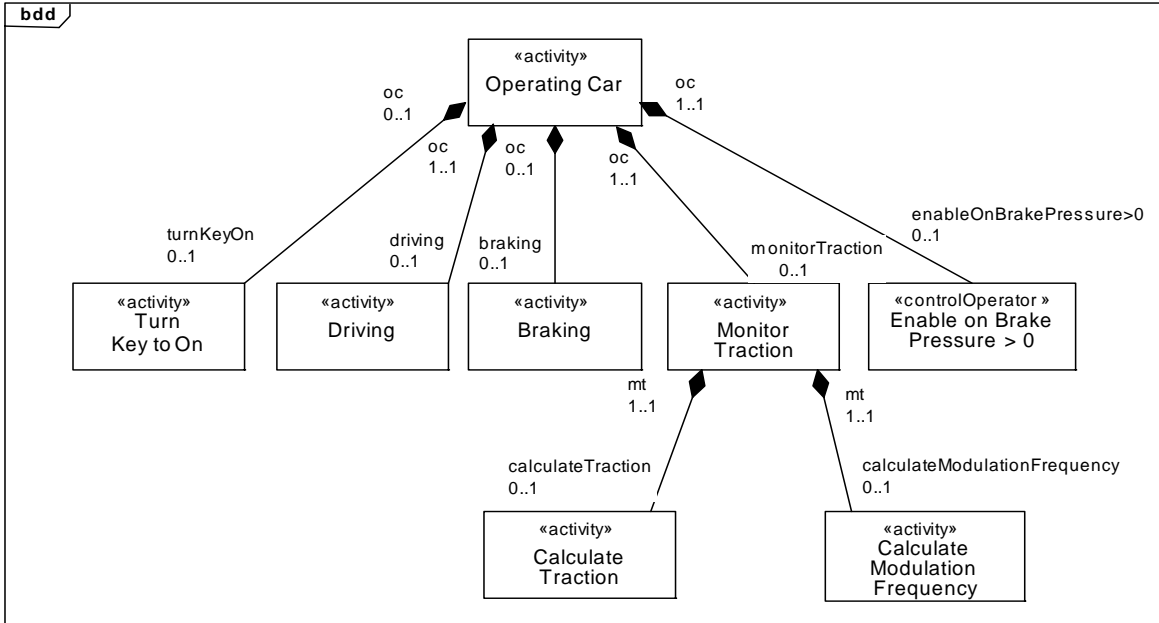 bdd
«activity»
Operating Car
oc
0..1
oc
1..1
oc
0..1
oc
1..1
oc
1..1
turnKeyOn
0..1
driving
0..1
braking
0..1
monitorTraction
0..1
enableOnBrakePressure>0
0..1
«activity»
Turn
Key to On
«activity»
Driving
«activity»
Braking
«activity»
Monitor
Traction
«controlOperator »
Enable on Brake
Pressure > 0
mt
1..1
mt
1..1
calculateTraction
0..1
calculateModulationFrequency
0..1
«activity»
Calculate
Traction
«activity»
Calculate
Modulation
Frequency